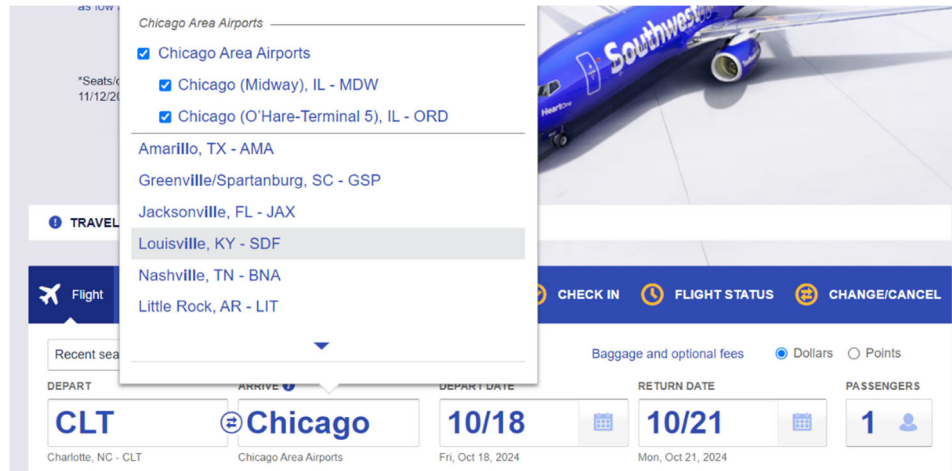 as low
Chicago Area Airports
Chicago Area Airports
Chicago (Midway), IL - MDW
Chicago (O'Hare-Terminal 5), IL - ORD
*Seats/
11/12/20
Southwest
HeartOne
Amarillo, TX - AMA
Greenville/Spartanburg, SC - GSP
Jacksonville, FL - JAX
TRAVEL
Louisville, KY - SDF
Nashville, TN - BNA
Little Rock, AR - LIT
Flight
CHECK IN
FLIGHT STATUS
CHANGE/CANCEL
Recent sea
Baggage and optional fees
Dollars
Points
DEPART
ARRIVE
DEPART DATE
RETURN DATE
PASSENGERS
CLT
Chicago
10/18
10/21
1
Charlotte, NC - CLT
Chicago Area Airports
Fri, Oct 18, 2024
Mon, Oct 21, 2024